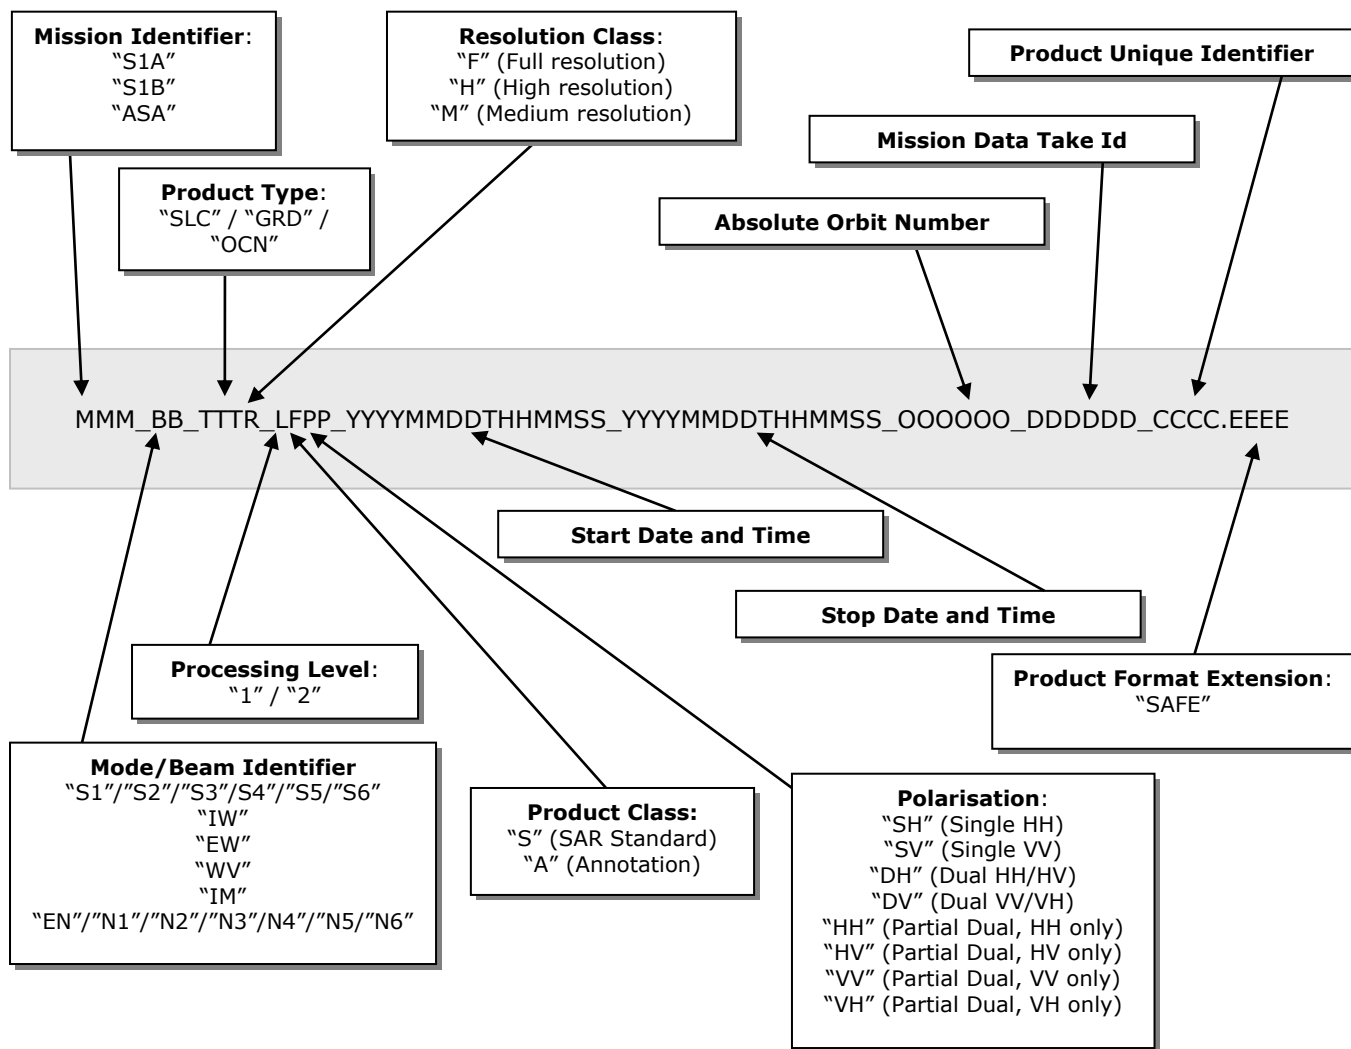 Mission Identifier:
“S1A”
“S1B”
“ASA”
Resolution Class:
“F” (Full resolution)
“H” (High resolution)
“M” (Medium resolution)
Product Unique Identifier
Mission Data Take Id
Product Type:
“SLC” / “GRD” /
“OCN”
Absolute Orbit Number
MMM_BB_TTTR_LFPP_YYYYMMDDTHHMMSS_YYYYMMDDTHHMMSS_OOOOOO_DDDDDD_CCCC.EEEE
Start Date and Time
Stop Date and Time
Processing Level:
“1” / “2”
Product Format Extension:
“SAFE”
Mode/Beam Identifier
“S1”/”S2”/”S3”/S4”/”S5”/”S6”
“IW”
“EW”
“WV”
“IM”
“EN”/”N1”/”N2”/”N3”/N4”/”N5”/”N6”
Product Class:
“S” (SAR Standard)
“A” (Annotation)
Polarisation:
“SH” (Single HH)
“SV” (Single VV)
“DH” (Dual HH/HV)
“DV” (Dual VV/VH)
“HH” (Partial Dual, HH only)
“HV” (Partial Dual, HV only)
“VV” (Partial Dual, VV only)
“VH” (Partial Dual, VH only)